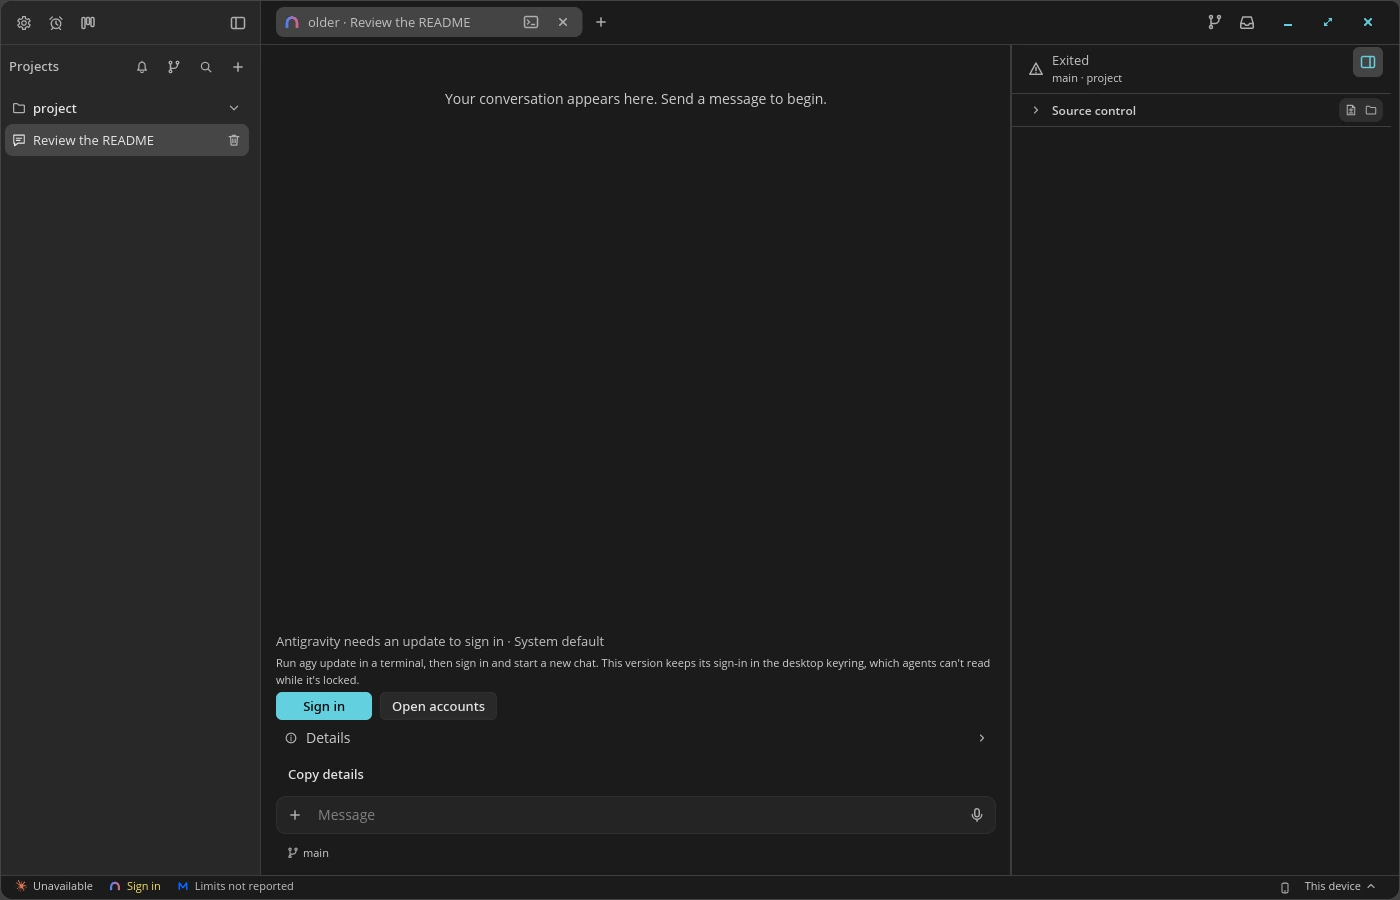 older · Review the README
Projects
project
Review the README
Your conversation appears here. Send a message to begin.
Exited
main · project
Source control
Antigravity needs an update to sign in · System default
Run agy update in a terminal, then sign in and start a new chat. This version keeps its sign-in in the desktop keyring, which agents can't read
while it's locked.
Sign in
Open accounts
Details
Copy details
Message
main
Unavailable
Sign in
Limits not reported
This device